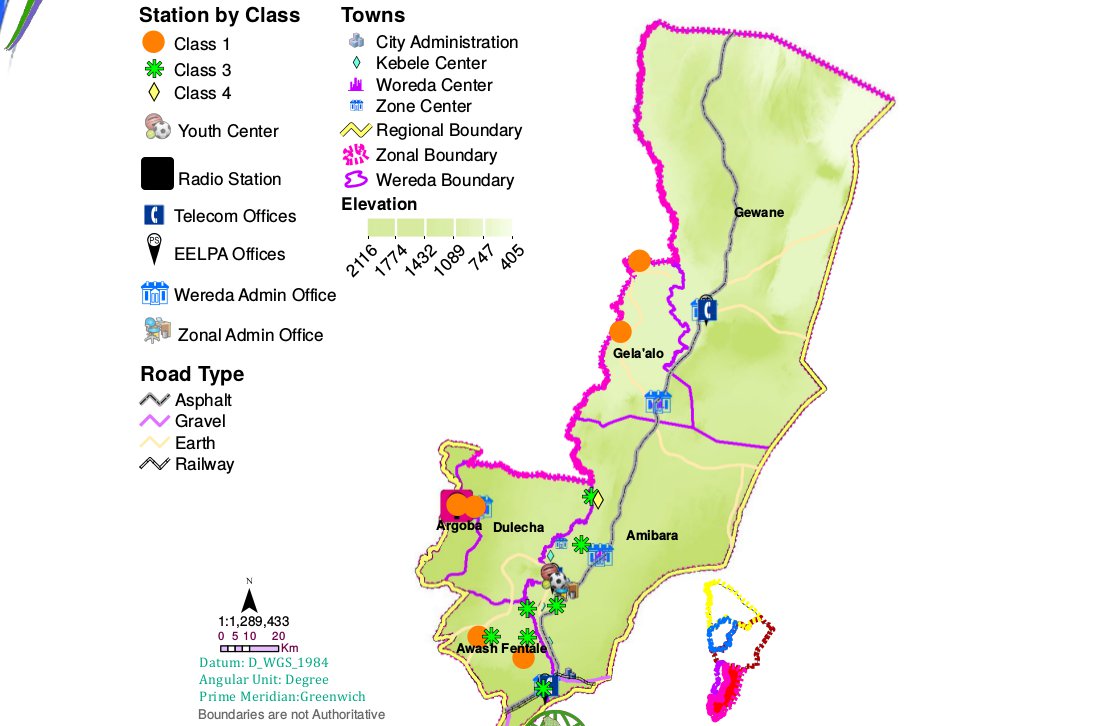 Station by Class
Class 1
Class 3
Class 4
Youth Center
Radio Station
Telecom Offices
PS
EELPA Offices
Wereda Admin Office
Zonal Admin Office
Road Type
Asphalt
Gravel
Earth
Railway
Towns
City Administration
Kebele Center
Woreda Center
Zone Center
Regional Boundary
Zonal Boundary
Wereda Boundary
Elevation
2116
1774
1432
1089
747
405
Gewane
Gela'alo
Argoba
Dulecha
Amibara
Awash Fentale
N
1:1,289,433
0 5 10 20
Km
Datum: D_WGS_1984
Angular Unit: Degree
Prime Meridian:Greenwich
Boundaries are not Authoritative